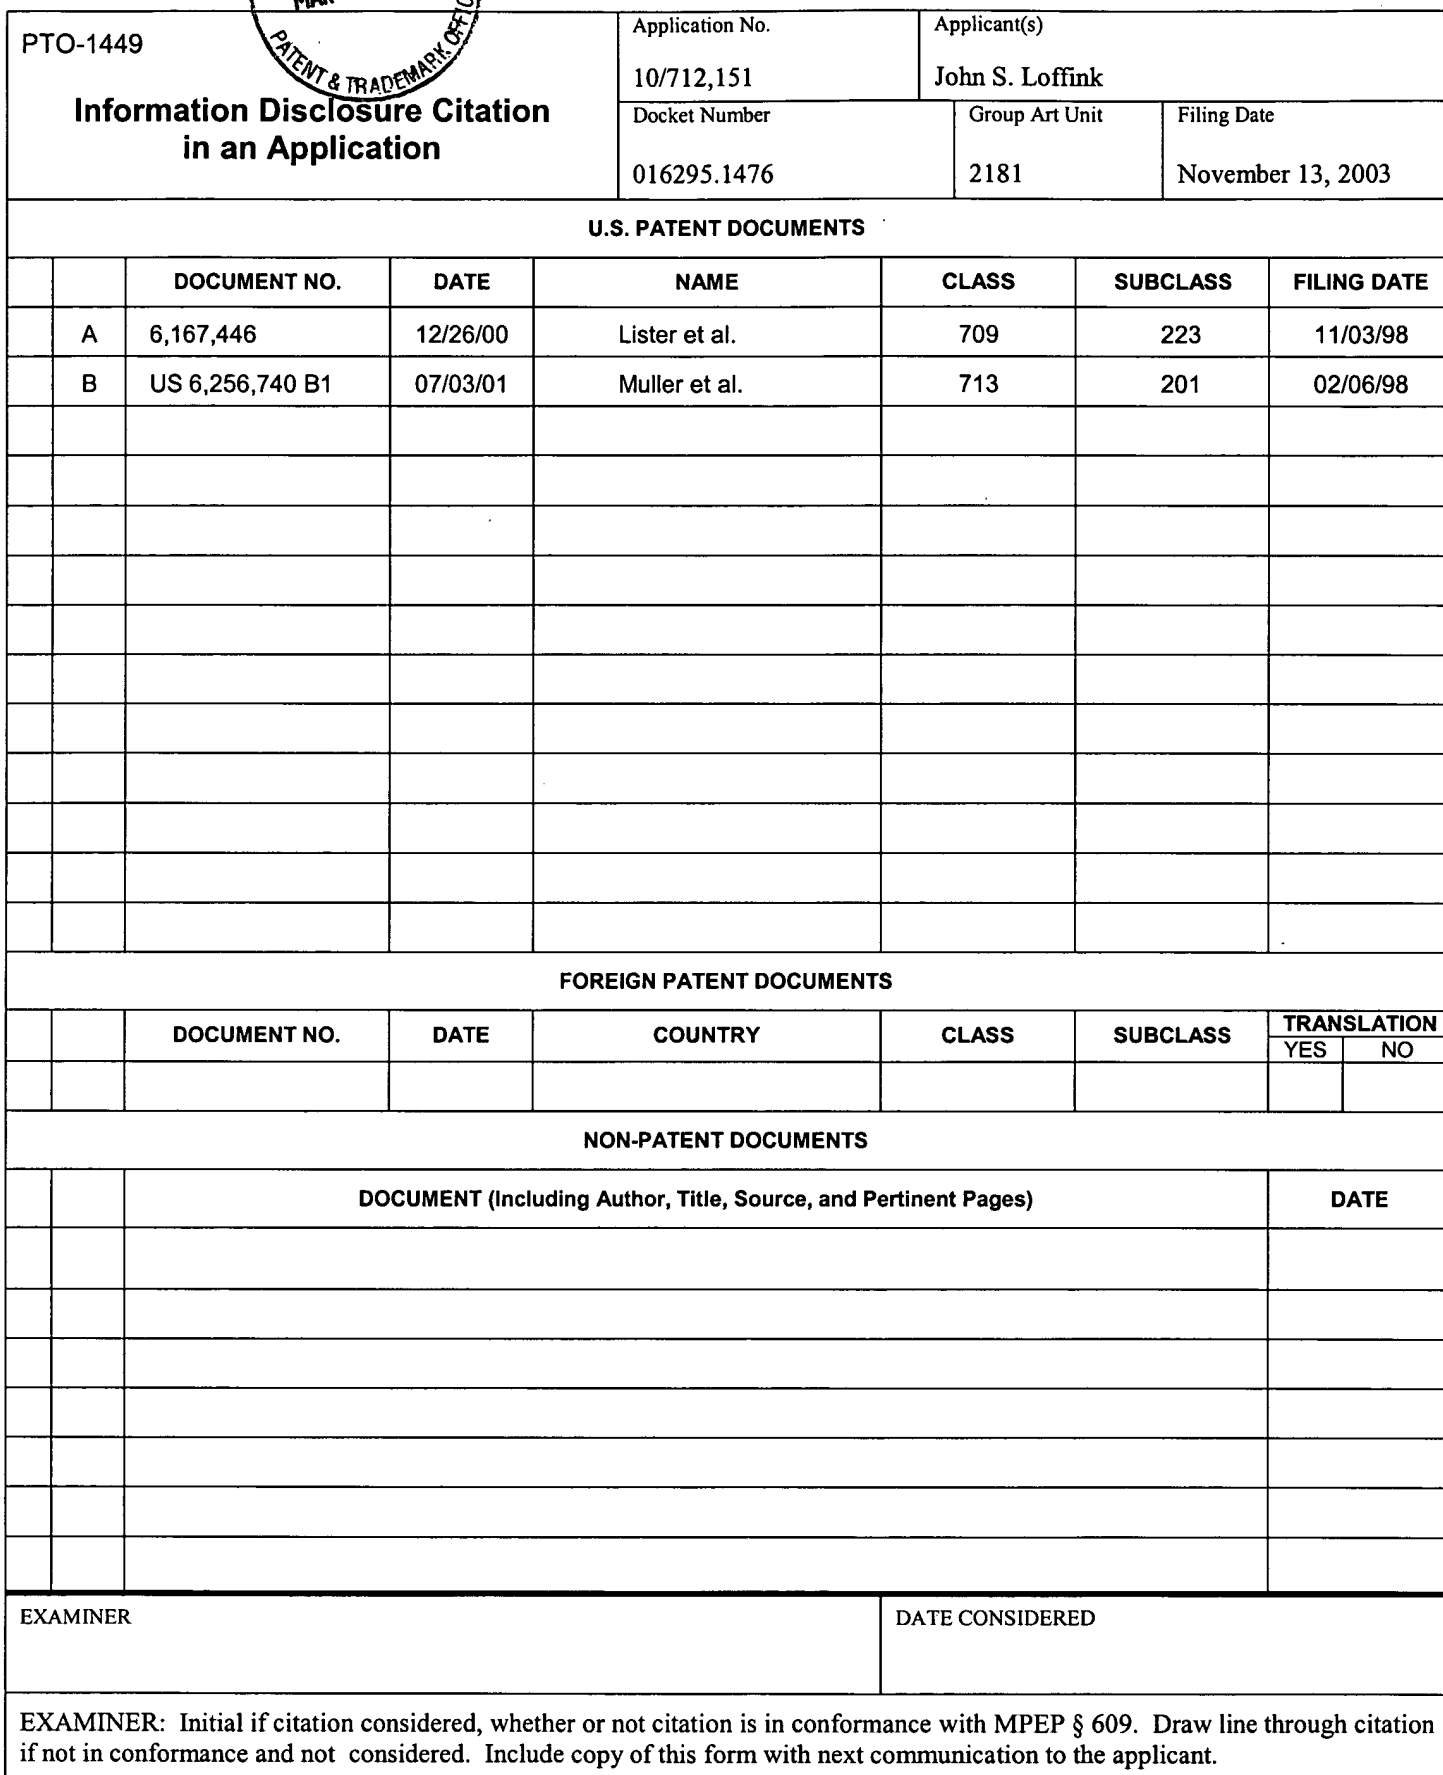 PTO-1449
PATENT & TRADEMARK
Information Disclosure Citation
in an Application
Application No.
10/712,151
Applicant(s)
John S. Loffink
Docket Number
016295.1476
Group Art Unit
2181
Filing Date
November 13, 2003
U.S. PATENT DOCUMENTS
DOCUMENT NO. DATE NAME CLASS SUBCLASS FILING DATE
A 6,167,446 12/26/00 Lister et al. 709 223 11/03/98
B US 6,256,740 B1 07/03/01 Muller et al. 713 201 02/06/98
FOREIGN PATENT DOCUMENTS
DOCUMENT NO. DATE COUNTRY CLASS SUBCLASS TRANSLATION
YES NO
NON-PATENT DOCUMENTS
DOCUMENT (Including Author, Title, Source, and Pertinent Pages) DATE
EXAMINER
DATE CONSIDERED
EXAMINER: Initial if citation considered, whether or not citation is in conformance with MPEP § 609. Draw line through citation
if not in conformance and not considered. Include copy of this form with next communication to the applicant.